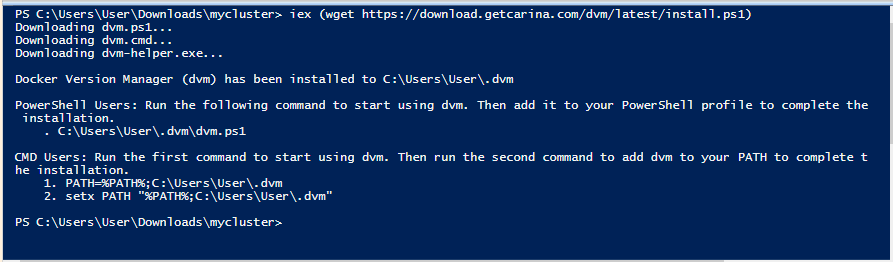 PS C:\Users\User\Downloads\mycluster> iex (wget https://download.getcarina.com/dvm/latest/install.ps1)
Downloading dvm.ps1...
Downloading dvm.cmd...
Downloading dvm-helper.exe...
Docker Version Manager (dvm) has been installed to C:\Users\User\.dvm
PowerShell Users: Run the following command to start using dvm. Then add it to your PowerShell profile to complete the
installation.
. C:\Users\User\.dvm\dvm.ps1
CMD Users: Run the first command to start using dvm. Then run the second command to add dvm to your PATH to complete t
he installation.
1. PATH=%PATH%;C:\Users\User\.dvm
2. setx PATH "%PATH%;C:\Users\User\.dvm"
PS C:\Users\User\Downloads\mycluster>